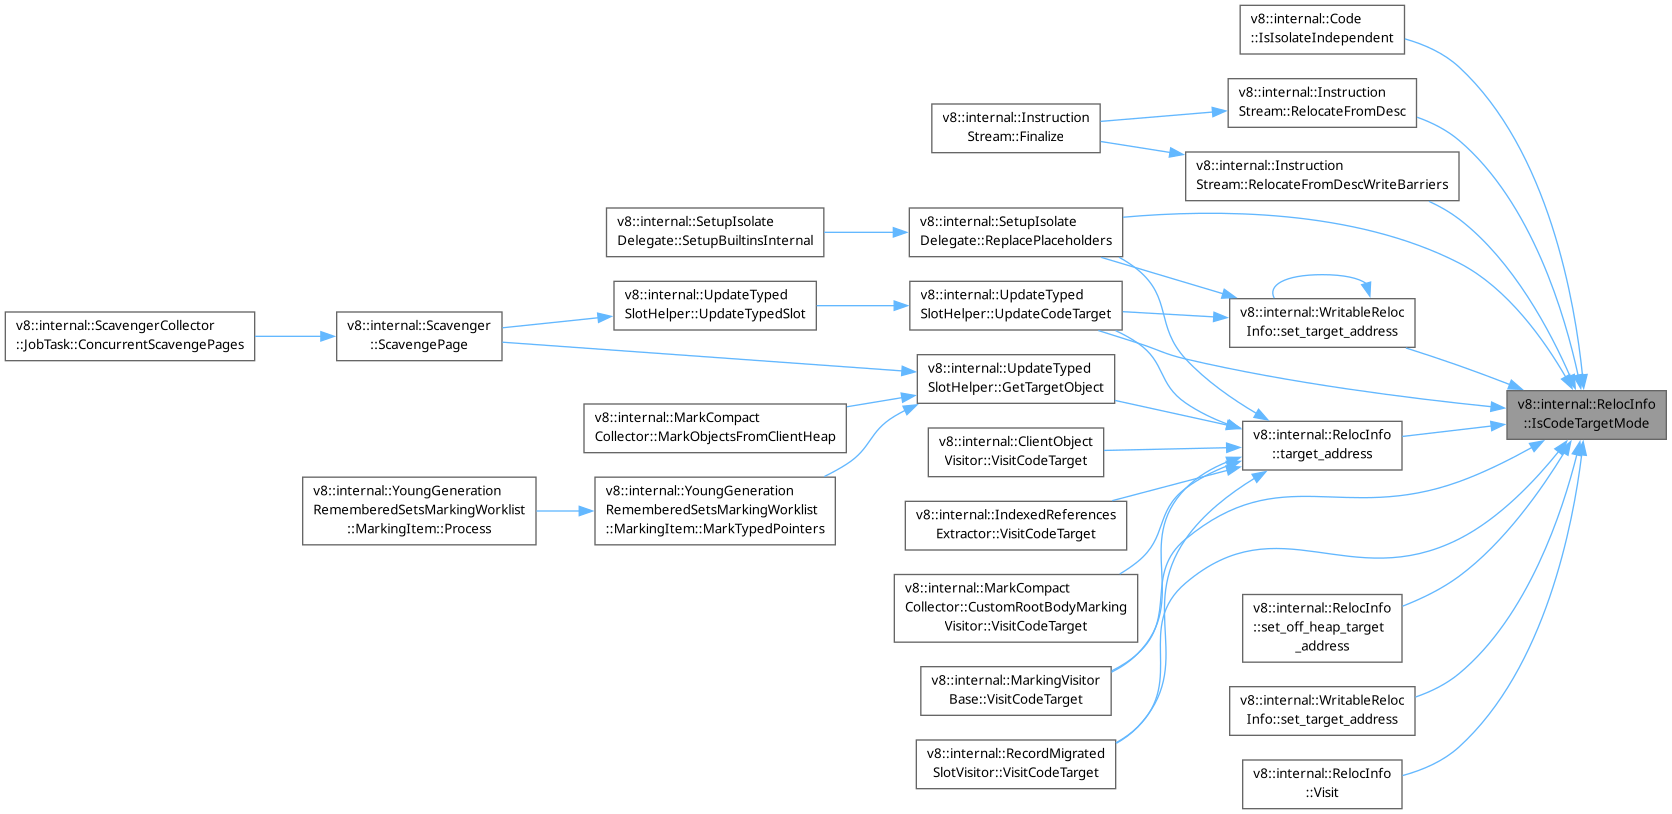 v8::internal::Code
::IsIsolateIndependent
v8::internal::Instruction
Stream::RelocateFromDesc
v8::internal::Instruction
Stream::Finalize
v8::internal::Instruction
Stream::RelocateFromDescWriteBarriers
v8::internal::SetupIsolate
Delegate::SetupBuiltinsInternal
v8::internal::SetupIsolate
Delegate::ReplacePlaceholders
v8::internal::UpdateTyped
SlotHelper::UpdateTypedSlot
v8::internal::UpdateTyped
SlotHelper::UpdateCodeTarget
v8::internal::WritableReloc
Info::set_target_address
v8::internal::ScavengerCollector
::JobTask::ConcurrentScavengePages
v8::internal::Scavenger
::ScavengePage
v8::internal::UpdateTyped
SlotHelper::GetTargetObject
v8::internal::RelocInfo
::IsCodeTargetMode
v8::internal::MarkCompact
Collector::MarkObjectsFromClientHeap
v8::internal::ClientObject
Visitor::VisitCodeTarget
v8::internal::RelocInfo
::target_address
v8::internal::YoungGeneration
RememberedSetsMarkingWorklist
::MarkingItem::Process
v8::internal::YoungGeneration
RememberedSetsMarkingWorklist
::MarkingItem::MarkTypedPointers
v8::internal::IndexedReferences
Extractor::VisitCodeTarget
v8::internal::MarkCompact
Collector::CustomRootBodyMarking
Visitor::VisitCodeTarget
v8::internal::RelocInfo
::set_off_heap_target
_address
v8::internal::MarkingVisitor
Base::VisitCodeTarget
v8::internal::WritableReloc
Info::set_target_address
v8::internal::RecordMigrated
SlotVisitor::VisitCodeTarget
v8::internal::RelocInfo
::Visit